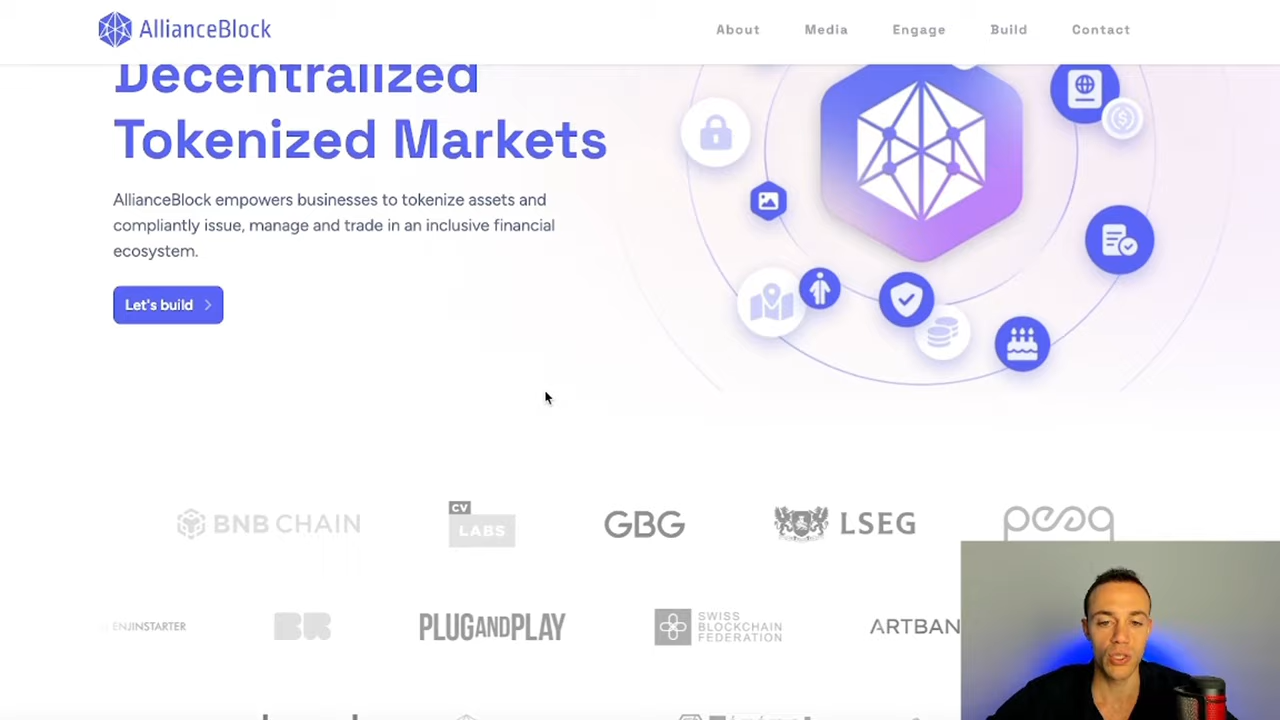 AllianceBlock
About
Media
Engage
Build
Contact
Decentralized
Tokenized Markets
AllianceBlock empowers businesses to tokenize assets and
compliantly issue, manage and trade in an inclusive financial
ecosystem.
Let's build
BNB CHAIN
CV
LABS
GBG
LSEG
peaq
ENJINSTARTER
PLUGANDPLAY
SWISS
BLOCKCHAIN
FEDERATION
ARTBAN